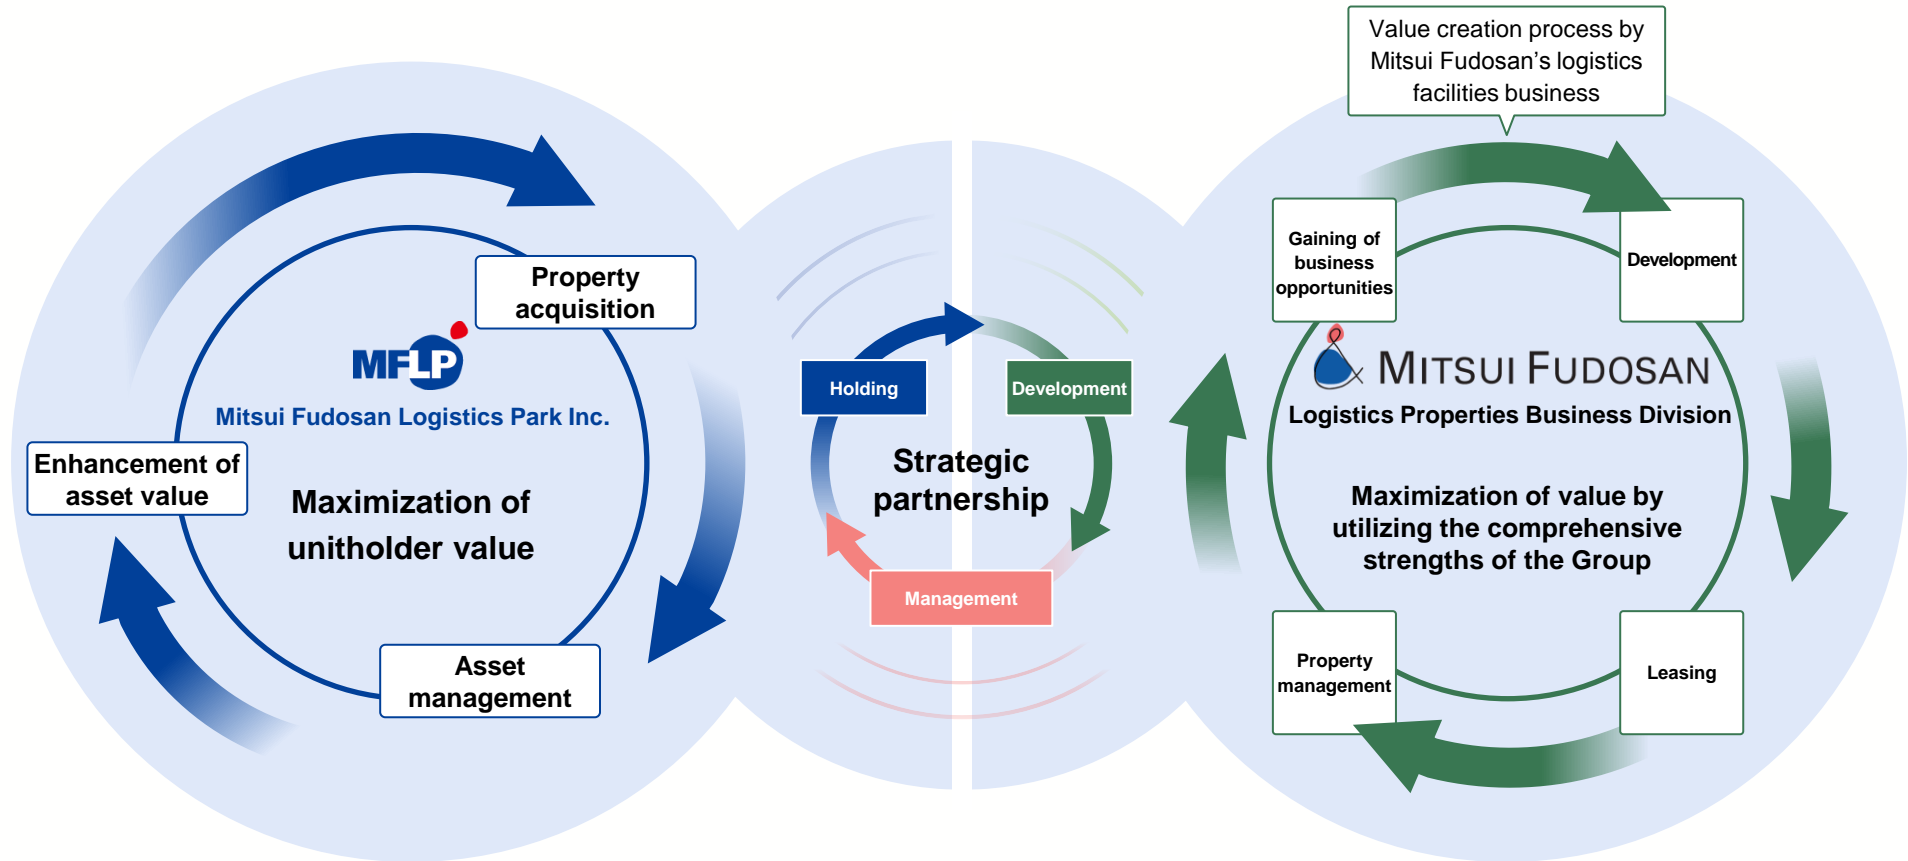 Value creation process by
Mitsui Fudosan's logistics
facilities business
Property
acquisition
MFLP
Mitsui Fudosan Logistics Park Inc.
Enhancement of
asset value
Maximization of
unitholder value
Asset
management
Holding
Development
Strategic
partnership
Management
Gaining of
business
opportunities
Development
MITSUI FUDOSAN
Logistics Properties Business Division
Maximization of value by
utilizing the comprehensive
strengths of the Group
Property
management
Leasing